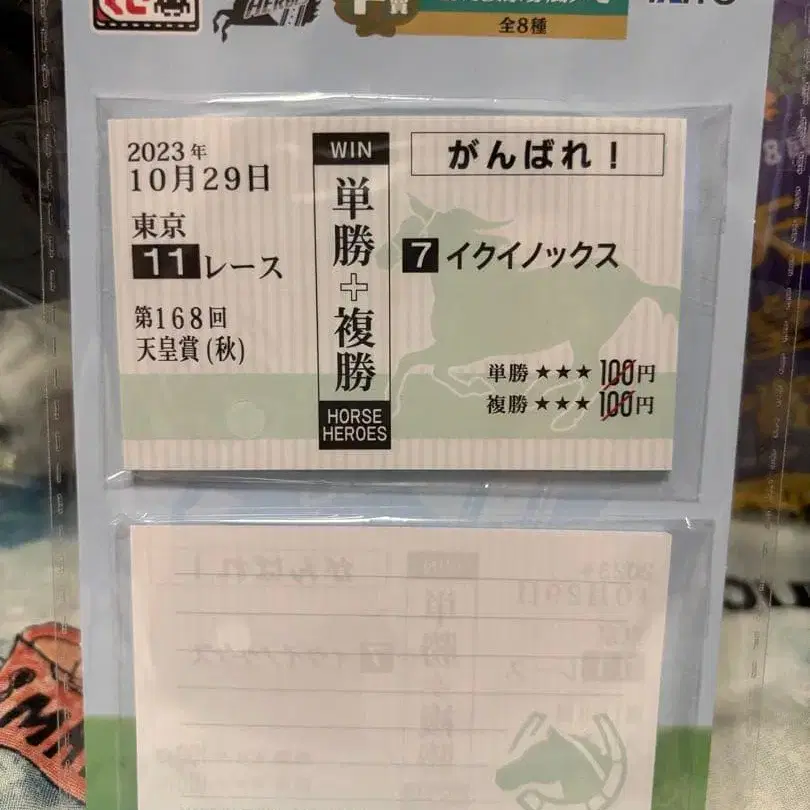 くじ
HEROES
全8種
2023年
10月29日
東京
11レース
第168回
天皇賞(秋)
WIN
単勝+複勝
HORSE
HEROES
がんばれ!
7 イクイノックス
単勝 ★★★ 100円
複勝 ★★★ 100円